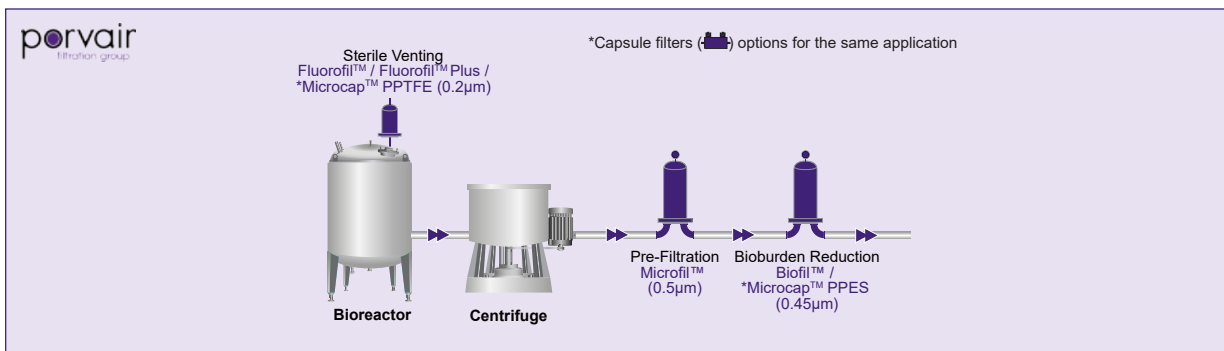 porvair
filtration group
*Capsule filters () options for the same application
Sterile Venting
Fluorofil™ / Fluorofil™ Plus /
*Microcap™ PPTFE (0.2µm)
Pre-Filtration
Microfil™
(0.5µm)
Bioburden Reduction
Biofil™ /
*Microcap™ PPES
(0.45µm)
Bioreactor
Centrifuge